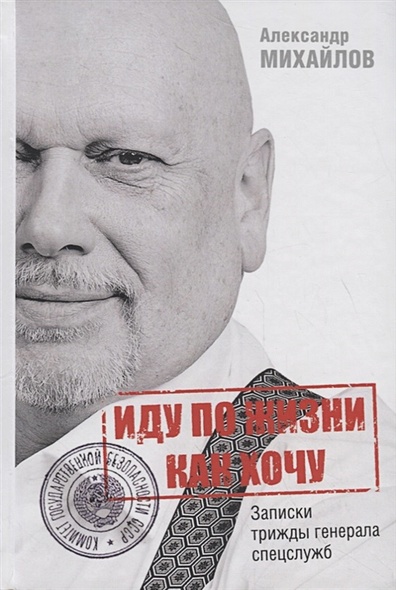 Александр
МИХАЙЛОВ
ИДУ ПО ЖИЗНИ
КАК ХОЧУ
КОМИТЕТ ГОСУДАРСТВЕННОЙ БЕЗОПАСНОСТИ СССР
Записки
трижды генерала
спецслужб